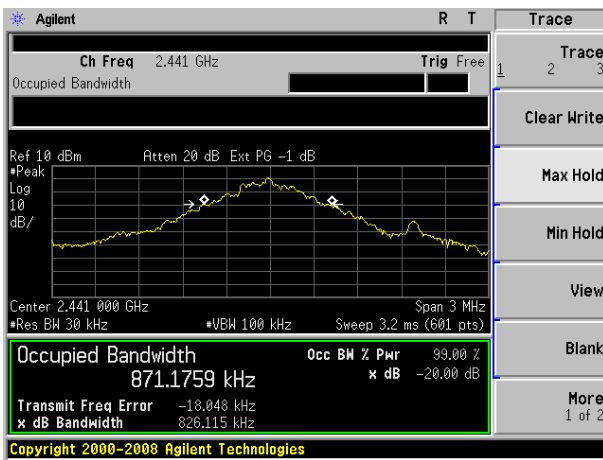 Agilent R T Trace
Ch Freq 2.441 GHz Trig Free
Occupied Bandwidth
Trace
1 2 3
Clear Write
Max Hold
Min Hold
View
Blank
More
1 of 2
Ref 10 dBm Atten 20 dB Ext PG -1 dB
#Peak
Log
10
dB/
Center 2.441 000 GHz Span 3 MHz
#Res BW 30 kHz #VBW 100 kHz Sweep 3.2 ms (601 pts)
Occupied Bandwidth Occ BW % Pwr 99.00 %
871.1759 kHz x dB -20.00 dB
Transmit Freq Error -18.048 kHz
x dB Bandwidth 826.115 kHz
Copyright 2000-2008 Agilent Technologies